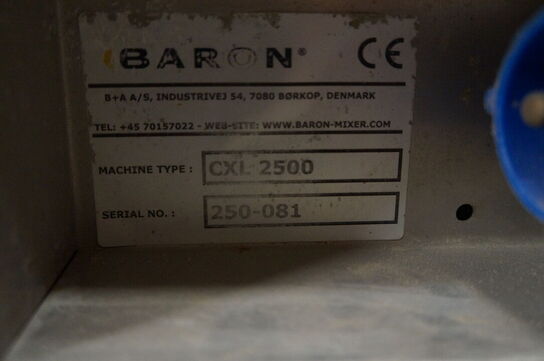 BARON® CE
B+A A/S, INDUSTRIVEJ 54, 7080 BØRKOP, DENMARK
TEL: +45 70157022 - WEB-SITE: WWW.BARON-MIXER.COM
MACHINE TYPE : CXL 2500
SERIAL NO. : 250-081